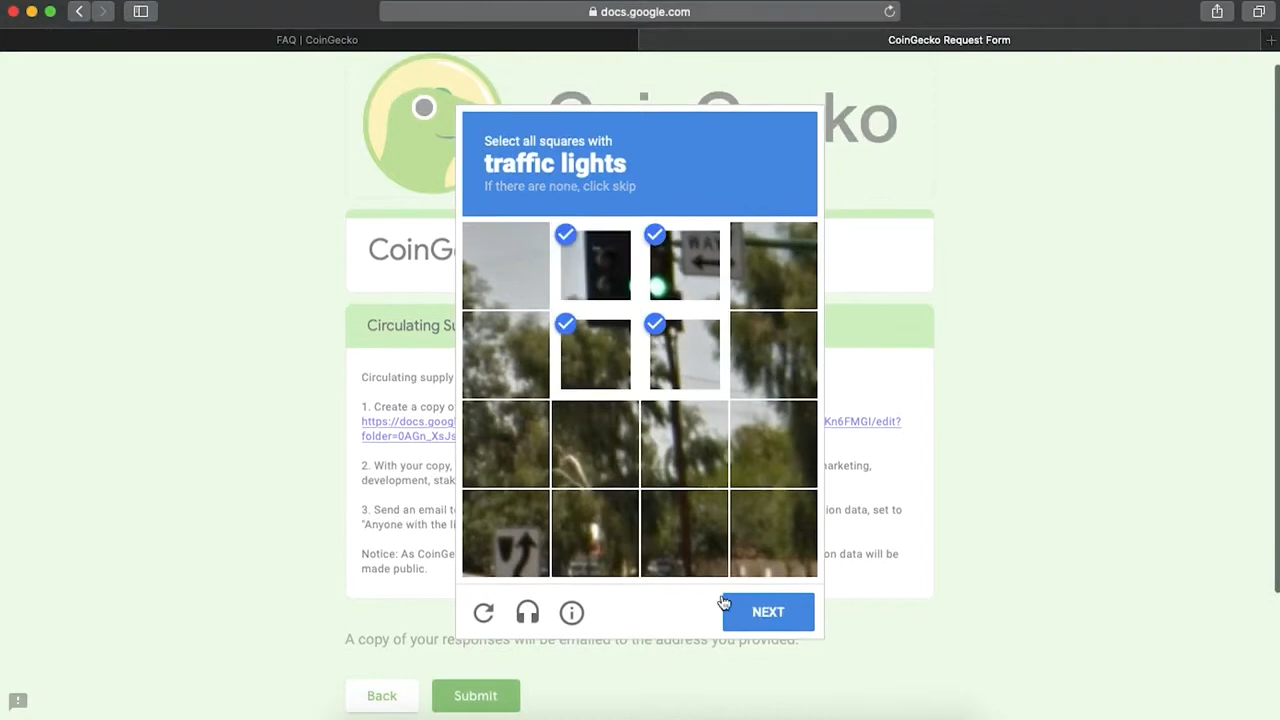 docs.google.com
FAQ | CoinGecko
CoinGecko Request Form
ko
Select all squares with
traffic lights
If there are none, click skip
WAY
CoinG
Circulating Su
Circulating supply
1. Create a copy o
https://docs.goog
Kn6FMGI/edit?
folder=0AGn_XsJs
2. With your copy,
arketing,
development, stak
3. Send an email t
ion data, set to
"Anyone with the li
Notice: As CoinGe
on data will be
made public.
NEXT
A copy of your responses will be emailed to the address you provided.
Back
Submit